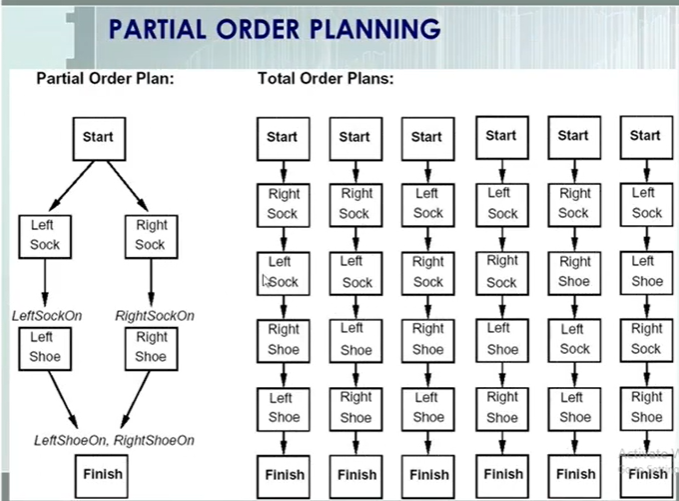 PARTIAL ORDER PLANNING
Partial Order Plan:
Total Order Plans:
Start
Left
Sock
Right
Sock
LeftSockOn
RightSockOn
Left
Shoe
Right
Shoe
LeftShoeOn, RightShoeOn
Finish
Start
Right
Sock
Left
Sock
Right
Shoe
Left
Shoe
Finish
Start
Right
Sock
Left
Sock
Left
Shoe
Right
Shoe
Finish
Start
Left
Sock
Right
Sock
Right
Shoe
Left
Shoe
Finish
Start
Left
Sock
Right
Sock
Left
Shoe
Right
Shoe
Finish
Start
Right
Sock
Right
Shoe
Left
Sock
Left
Shoe
Finish
Start
Left
Sock
Left
Shoe
Right
Sock
Right
Shoe
Finish